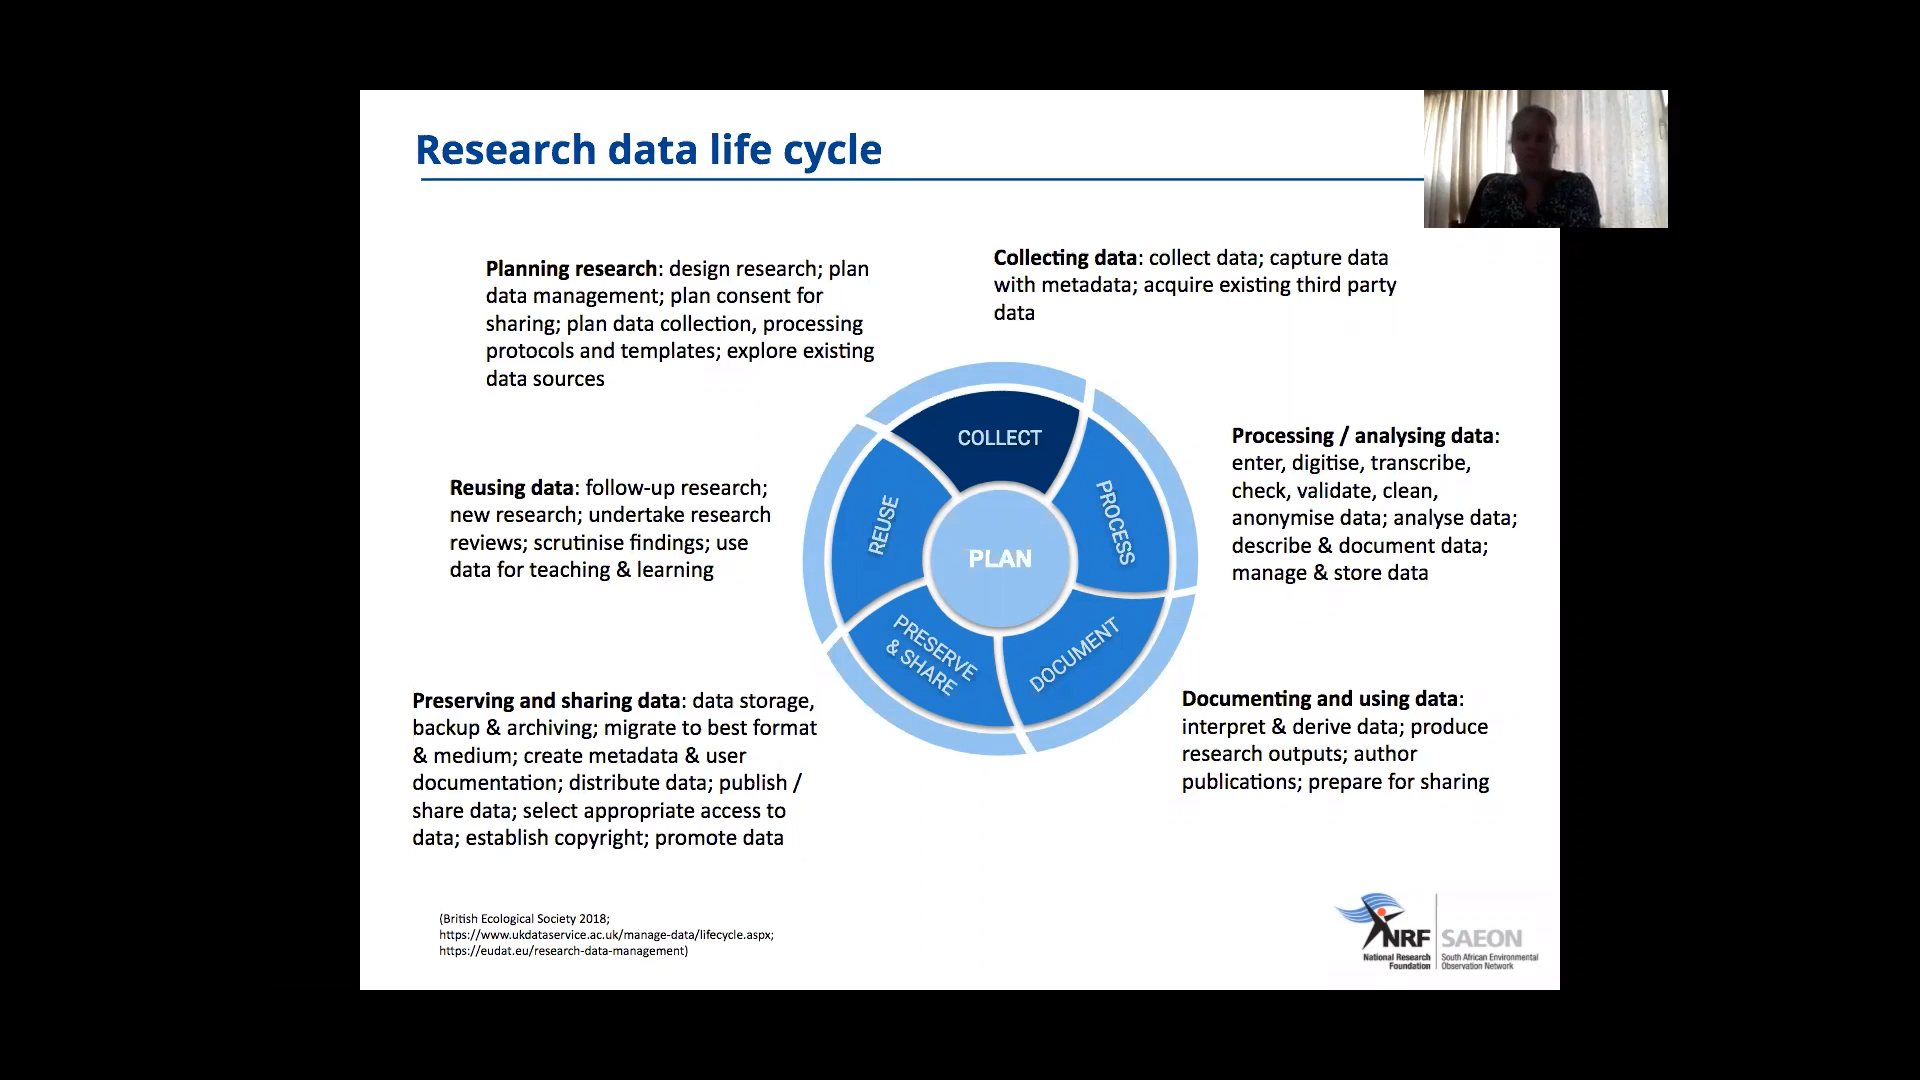 Research data life cycle
Planning research: design research; plan
data management; plan consent for
sharing; plan data collection, processing
protocols and templates; explore existing
data sources
Collecting data: collect data; capture data
with metadata; acquire existing third party
data
Processing / analysing data:
enter, digitise, transcribe,
check, validate, clean,
anonymise data; analyse data;
describe & document data;
manage & store data
Reusing data: follow-up research;
new research; undertake research
reviews; scrutinise findings; use
data for teaching & learning
COLLECT
PROCESS
DOCUMENT
PRESERVE
& SHARE
REUSE
PLAN
Preserving and sharing data: data storage,
backup & archiving; migrate to best format
& medium; create metadata & user
documentation; distribute data; publish /
share data; select appropriate access to
data; establish copyright; promote data
Documenting and using data:
interpret & derive data; produce
research outputs; author
publications; prepare for sharing
(British Ecological Society 2018;
https://www.ukdataservice.ac.uk/manage-data/lifecycle.aspx;
https://eudat.eu/research-data-management)
NRF
National Research
Foundation
SAEON
South African Environmental
Observation Network